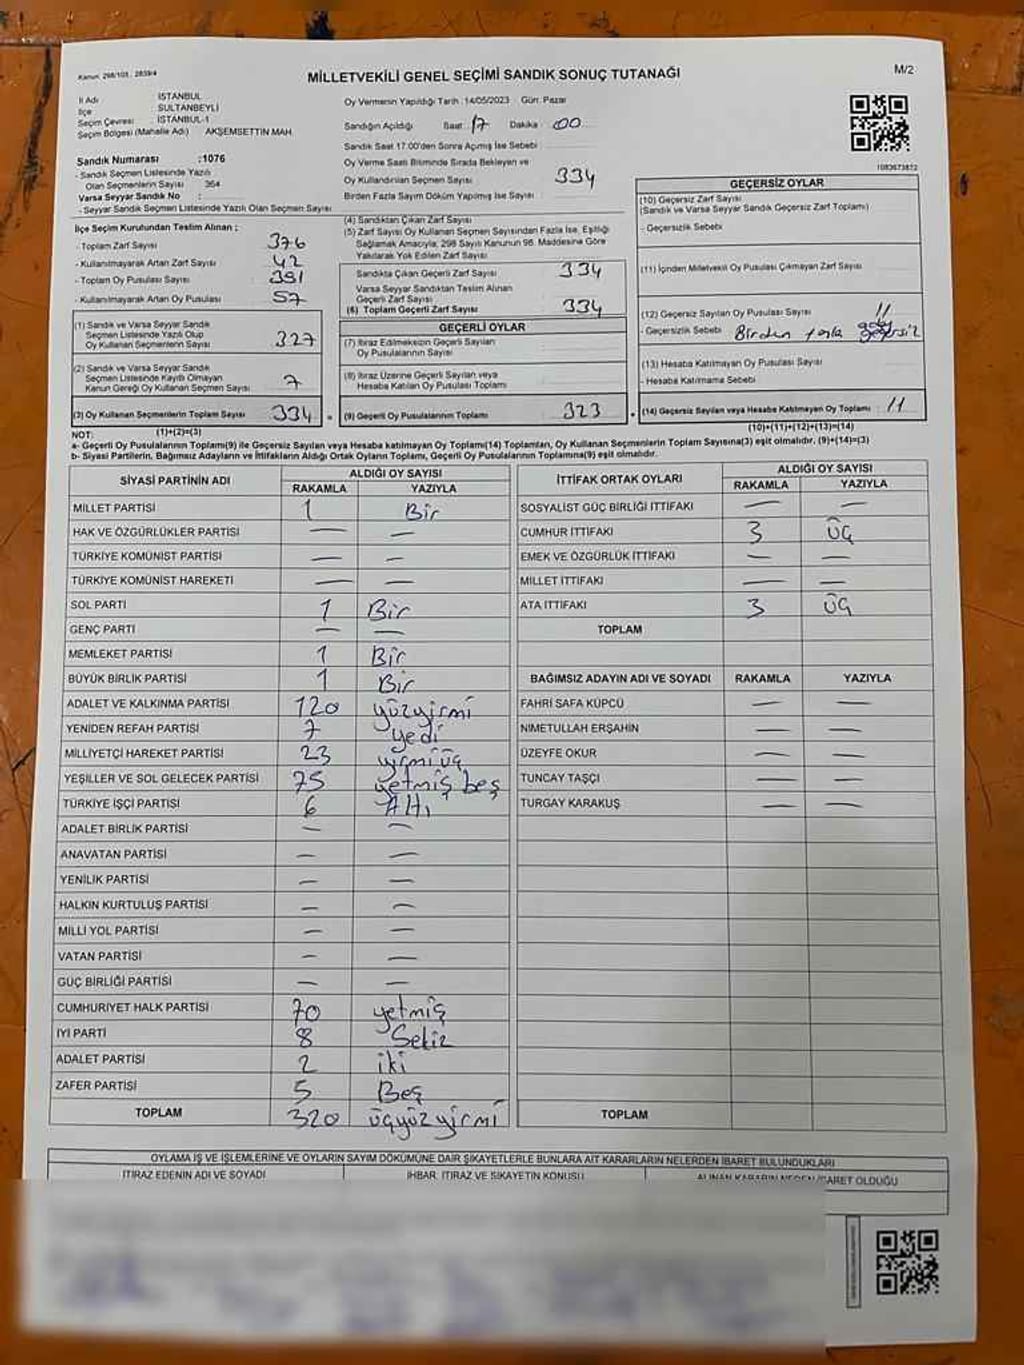 Kanun: 298/105, 2839/4
MİLLETVEKİLİ GENEL SEÇİMİ SANDIK SONUÇ TUTANAĞI
M/2
İl Adı İSTANBUL
İlçe SULTANBEYLİ
Seçim Çevresi İSTANBUL-1
Seçim Bölgesi (Mahalle Adı) AKŞEMSETTİN MAH.
Sandık Numarası :1076
- Sandık Seçmen Listesinde Yazılı
Olan Seçmenlerin Sayısı 364
Varsa Seyyar Sandık No :
- Seyyar Sandık Seçmen Listesinde Yazılı Olan Seçmen Sayısı
Oy Vermenin Yapıldığı Tarih :14/05/2023 Gün: Pazar
Sandığın Açıldığı Saat: 17 Dakika :00
Sandık Saat 17.00'den Sonra Açılmış İse Sebebi
Oy Verme Saati Bitiminde Sırada Bekleyen ve
Oy Kullandırılan Seçmen Sayısı 334
Birden Fazla Sayım Döküm Yapılmış İse Sayısı :
1083673872
İlçe Seçim Kurulundan Teslim Alınan ;
- Toplam Zarf Sayısı 376
- Kullanılmayarak Artan Zarf Sayısı 42
- Toplam Oy Pusulası Sayısı 391
- Kullanılmayarak Artan Oy Pusulası 57
(1) Sandık ve Varsa Seyyar Sandık
Seçmen Listesinde Yazılı Olup
Oy Kullanan Seçmenlerin Sayısı 327
(2) Sandık ve Varsa Seyyar Sandık
Seçmen Listesinde Kayıtlı Olmayan
Kanun Gereği Oy Kullanan Seçmen Sayısı 7
(3) Oy Kullanan Seçmenlerin Toplam Sayısı 334
(1)+(2)=(3)
(4) Sandıktan Çıkan Zarf Sayısı
(5) Zarf Sayısı Oy Kullanan Seçmen Sayısından Fazla İse, Eşitliği
Sağlamak Amacıyla; 298 Sayılı Kanunun 98. Maddesine Göre
Yakılarak Yok Edilen Zarf Sayısı
Sandıkta Çıkan Geçerli Zarf Sayısı 334
Varsa Seyyar Sandıktan Teslim Alınan
Geçerli Zarf Sayısı
(6) Toplam Geçerli Zarf Sayısı 334
GEÇERLİ OYLAR
(7) İtiraz Edilmeksizin Geçerli Sayılan
Oy Pusulalarının Sayısı
(8) İtiraz Üzerine Geçerli Sayılan veya
Hesaba Katılan Oy Pusulası Toplamı
(9) Geçerli Oy Pusulalarının Toplamı 323
GEÇERSİZ OYLAR
(10) Geçersiz Zarf Sayısı
(Sandık ve Varsa Seyyar Sandık Geçersiz Zarf Toplamı)
- Geçersizlik Sebebi
(11) İçinden Milletvekili Oy Pusulası Çıkmayan Zarf Sayısı
(12) Geçersiz Sayılan Oy Pusulası Sayısı 11
- Geçersizlik Sebebi Birden fazla geçersiz
(13) Hesaba Katılmayan Oy Pusulası Sayısı
- Hesaba Katılmama Sebebi
(14) Geçersiz Sayılan veya Hesaba Katılmayan Oy Toplamı : 11
(10)+(11)+(12)+(13)=(14)
NOT:
a- Geçerli Oy Pusulalarının Toplamı(9) ile Geçersiz Sayılan veya Hesaba katılmayan Oy Toplamı(14) Toplamları, Oy Kullanan Seçmenlerin Toplam Sayısına(3) eşit olmalıdır. (9)+(14)=(3)
b- Siyasi Partilerin, Bağımsız Adayların ve İttifakların Aldığı Ortak Oyların Toplamı, Geçerli Oy Pusulalarının Toplamına(9) eşit olmalıdır.
SİYASİ PARTİNİN ADI ALDIĞI OY SAYISI
RAKAMLA YAZIYLA
MİLLET PARTİSİ 1 Bir
HAK VE ÖZGÜRLÜKLER PARTİSİ — —
TÜRKİYE KOMÜNİST PARTİSİ — —
TÜRKİYE KOMÜNİST HAREKETİ — —
SOL PARTİ 1 Bir
GENÇ PARTİ — —
MEMLEKET PARTİSİ 1 Bir
BÜYÜK BİRLİK PARTİSİ 1 Bir
ADALET VE KALKINMA PARTİSİ 120 yüzyirmi
YENİDEN REFAH PARTİSİ 7 yedi
MİLLİYETÇİ HAREKET PARTİSİ 23 yirmi üç
YEŞİLLER VE SOL GELECEK PARTİSİ 75 yetmiş beş
TÜRKİYE İŞÇİ PARTİSİ 6 Altı
ADALET BİRLİK PARTİSİ — —
ANAVATAN PARTİSİ — —
YENİLİK PARTİSİ — —
HALKIN KURTULUŞ PARTİSİ — —
MİLLİ YOL PARTİSİ — —
VATAN PARTİSİ — —
GÜÇ BİRLİĞİ PARTİSİ — —
CUMHURİYET HALK PARTİSİ 70 yetmiş
İYİ PARTİ 8 Sekiz
ADALET PARTİSİ 2 iki
ZAFER PARTİSİ 5 Beş
TOPLAM 320 üçyüzyirmi
İTTİFAK ORTAK OYLARI ALDIĞI OY SAYISI
RAKAMLA YAZIYLA
SOSYALİST GÜÇ BİRLİĞİ İTTİFAKI — —
CUMHUR İTTİFAKI 3 üç
EMEK VE ÖZGÜRLÜK İTTİFAKI — —
MİLLET İTTİFAKI — —
ATA İTTİFAKI 3 üç
TOPLAM
BAĞIMSIZ ADAYIN ADI VE SOYADI RAKAMLA YAZIYLA
FAHRİ SAFA KÜPCÜ — —
NİMETULLAH ERŞAHİN — —
ÜZEYFE OKUR — —
TUNCAY TAŞÇI — —
TURGAY KARAKUŞ — —
TOPLAM
OYLAMA İŞ VE İŞLEMLERİNE VE OYLARIN SAYIM DÖKÜMÜNE DAİR ŞİKAYETLERLE BUNLARA AİT KARARLARIN NELERDEN İBARET BULUNDUKLARI
İTİRAZ EDENİN ADI VE SOYADI İHBAR, İTİRAZ VE ŞİKAYETİN KONUSU ALINAN KARARIN NEDEN İBARET OLDUĞU